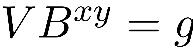 $VB^{xy} = g$